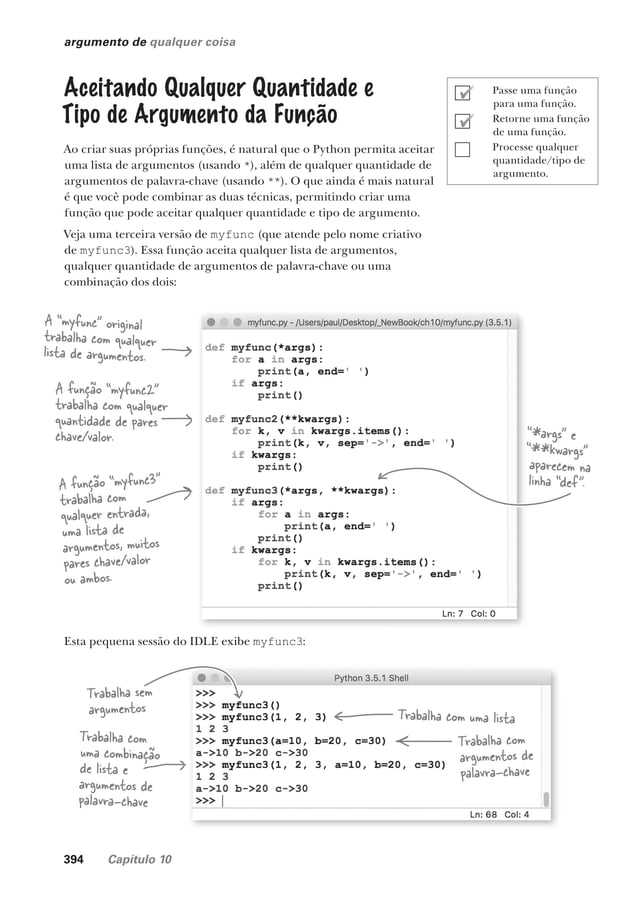 argumento de qualquer coisa
Aceitando Qualquer Quantidade e
Tipo de Argumento da Função
Passe uma função
para uma função.
Retorne uma função
de uma função.
Processe qualquer
quantidade/tipo de
argumento.
Ao criar suas próprias funções, é natural que o Python permita aceitar
uma lista de argumentos (usando *), além de qualquer quantidade de
argumentos de palavra-chave (usando **). O que ainda é mais natural
é que você pode combinar as duas técnicas, permitindo criar uma
função que pode aceitar qualquer quantidade e tipo de argumento.
Veja uma terceira versão de myfunc (que atende pelo nome criativo
de myfunc3). Essa função aceita qualquer lista de argumentos,
qualquer quantidade de argumentos de palavra-chave ou uma
combinação dos dois:
A “myfunc” original
trabalha com qualquer
lista de argumentos.
A função “myfunc2”
trabalha com qualquer
quantidade de pares
chave/valor.
A função “myfunc3”
trabalha com
qualquer entrada,
uma lista de
argumentos, muitos
pares chave/valor
ou ambos.
myfunc.py - /Users/paul/Desktop/_NewBook/ch10/myfunc.py (3.5.1)
def myfunc(*args):
    for a in args:
        print(a, end=' ')
    if args:
        print()
def myfunc2(**kwargs):
    for k, v in kwargs.items():
        print(k, v, sep='->', end=' ')
    if kwargs:
        print()
def myfunc3(*args, **kwargs):
    if args:
        for a in args:
            print(a, end=' ')
        print()
    if kwargs:
        for k, v in kwargs.items():
            print(k, v, sep='->', end=' ')
        print()
Ln: 7 Col: 0
“*args” e
“**kwargs”
aparecem na
linha “def”.
Esta pequena sessão do IDLE exibe myfunc3:
Trabalha sem
argumentos
Trabalha com
uma combinação
de lista e
argumentos de
palavra-chave
Python 3.5.1 Shell
>>>
>>> myfunc3()
>>> myfunc3(1, 2, 3)
1 2 3
>>> myfunc3(a=10, b=20, c=30)
a->10 b->20 c->30
>>> myfunc3(1, 2, 3, a=10, b=20, c=30)
1 2 3
a->10 b->20 c->30
>>>
Ln: 68 Col: 4
Trabalha com uma lista
Trabalha com
argumentos de
palavra-chave
394 Capítulo 10